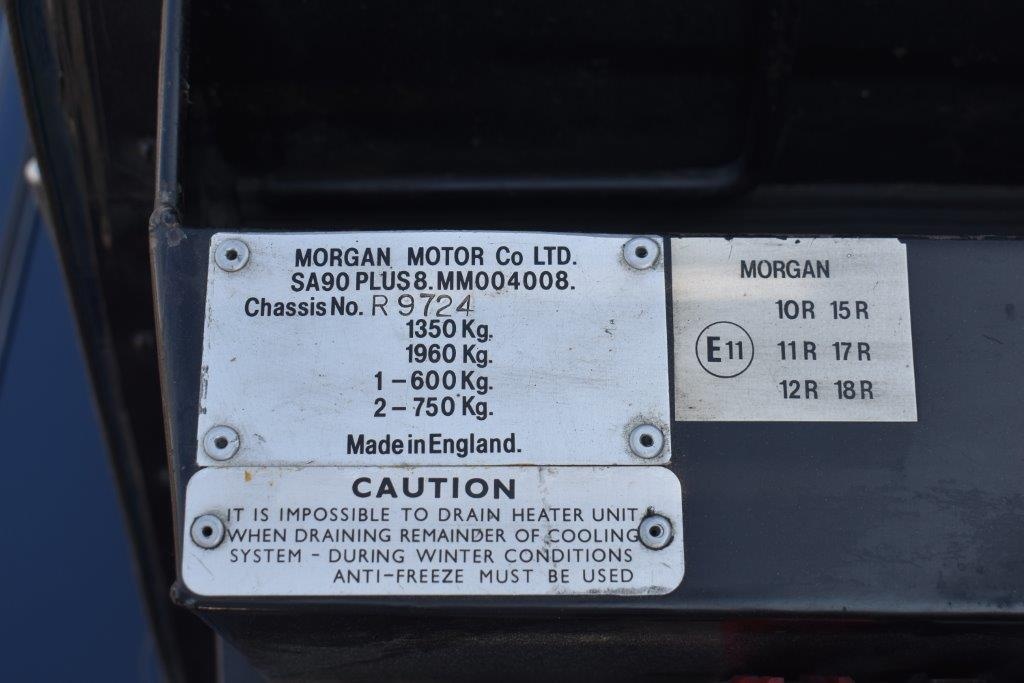 MORGAN MOTOR Co LTD.
SA90 PLUS8.MM004008.
Chassis No. R 9724
1350 Kg.
1960 Kg.
1-600 Kg.
2-750 Kg.
Made in England.
MORGAN
10R 15R
E11 11R 17R
12R 18R
CAUTION
IT IS IMPOSSIBLE TO DRAIN HEATER UNIT
WHEN DRAINING REMAINDER OF COOLING
SYSTEM - DURING WINTER CONDITIONS
ANTI-FREEZE MUST BE USED